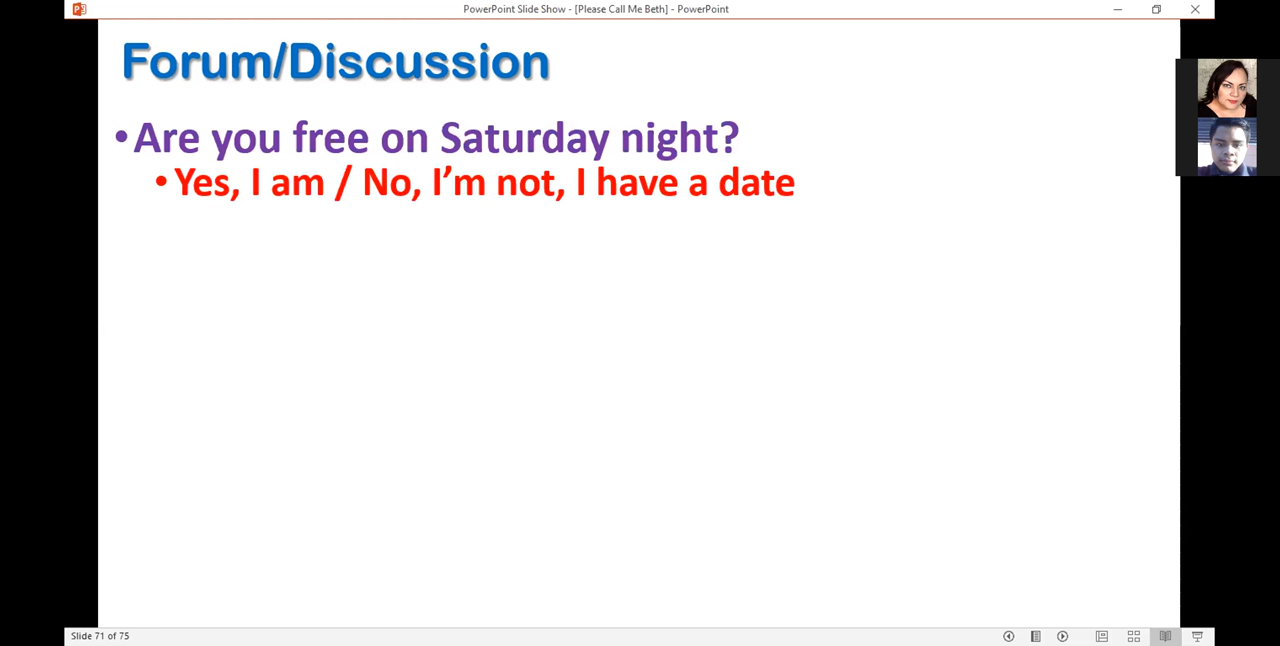 PowerPoint Slide Show - [Please Call Me Beth] - PowerPoint
Forum/Discussion
•Are you free on Saturday night?
•Yes, I am / No, I’m not, I have a date
Slide 71 of 75